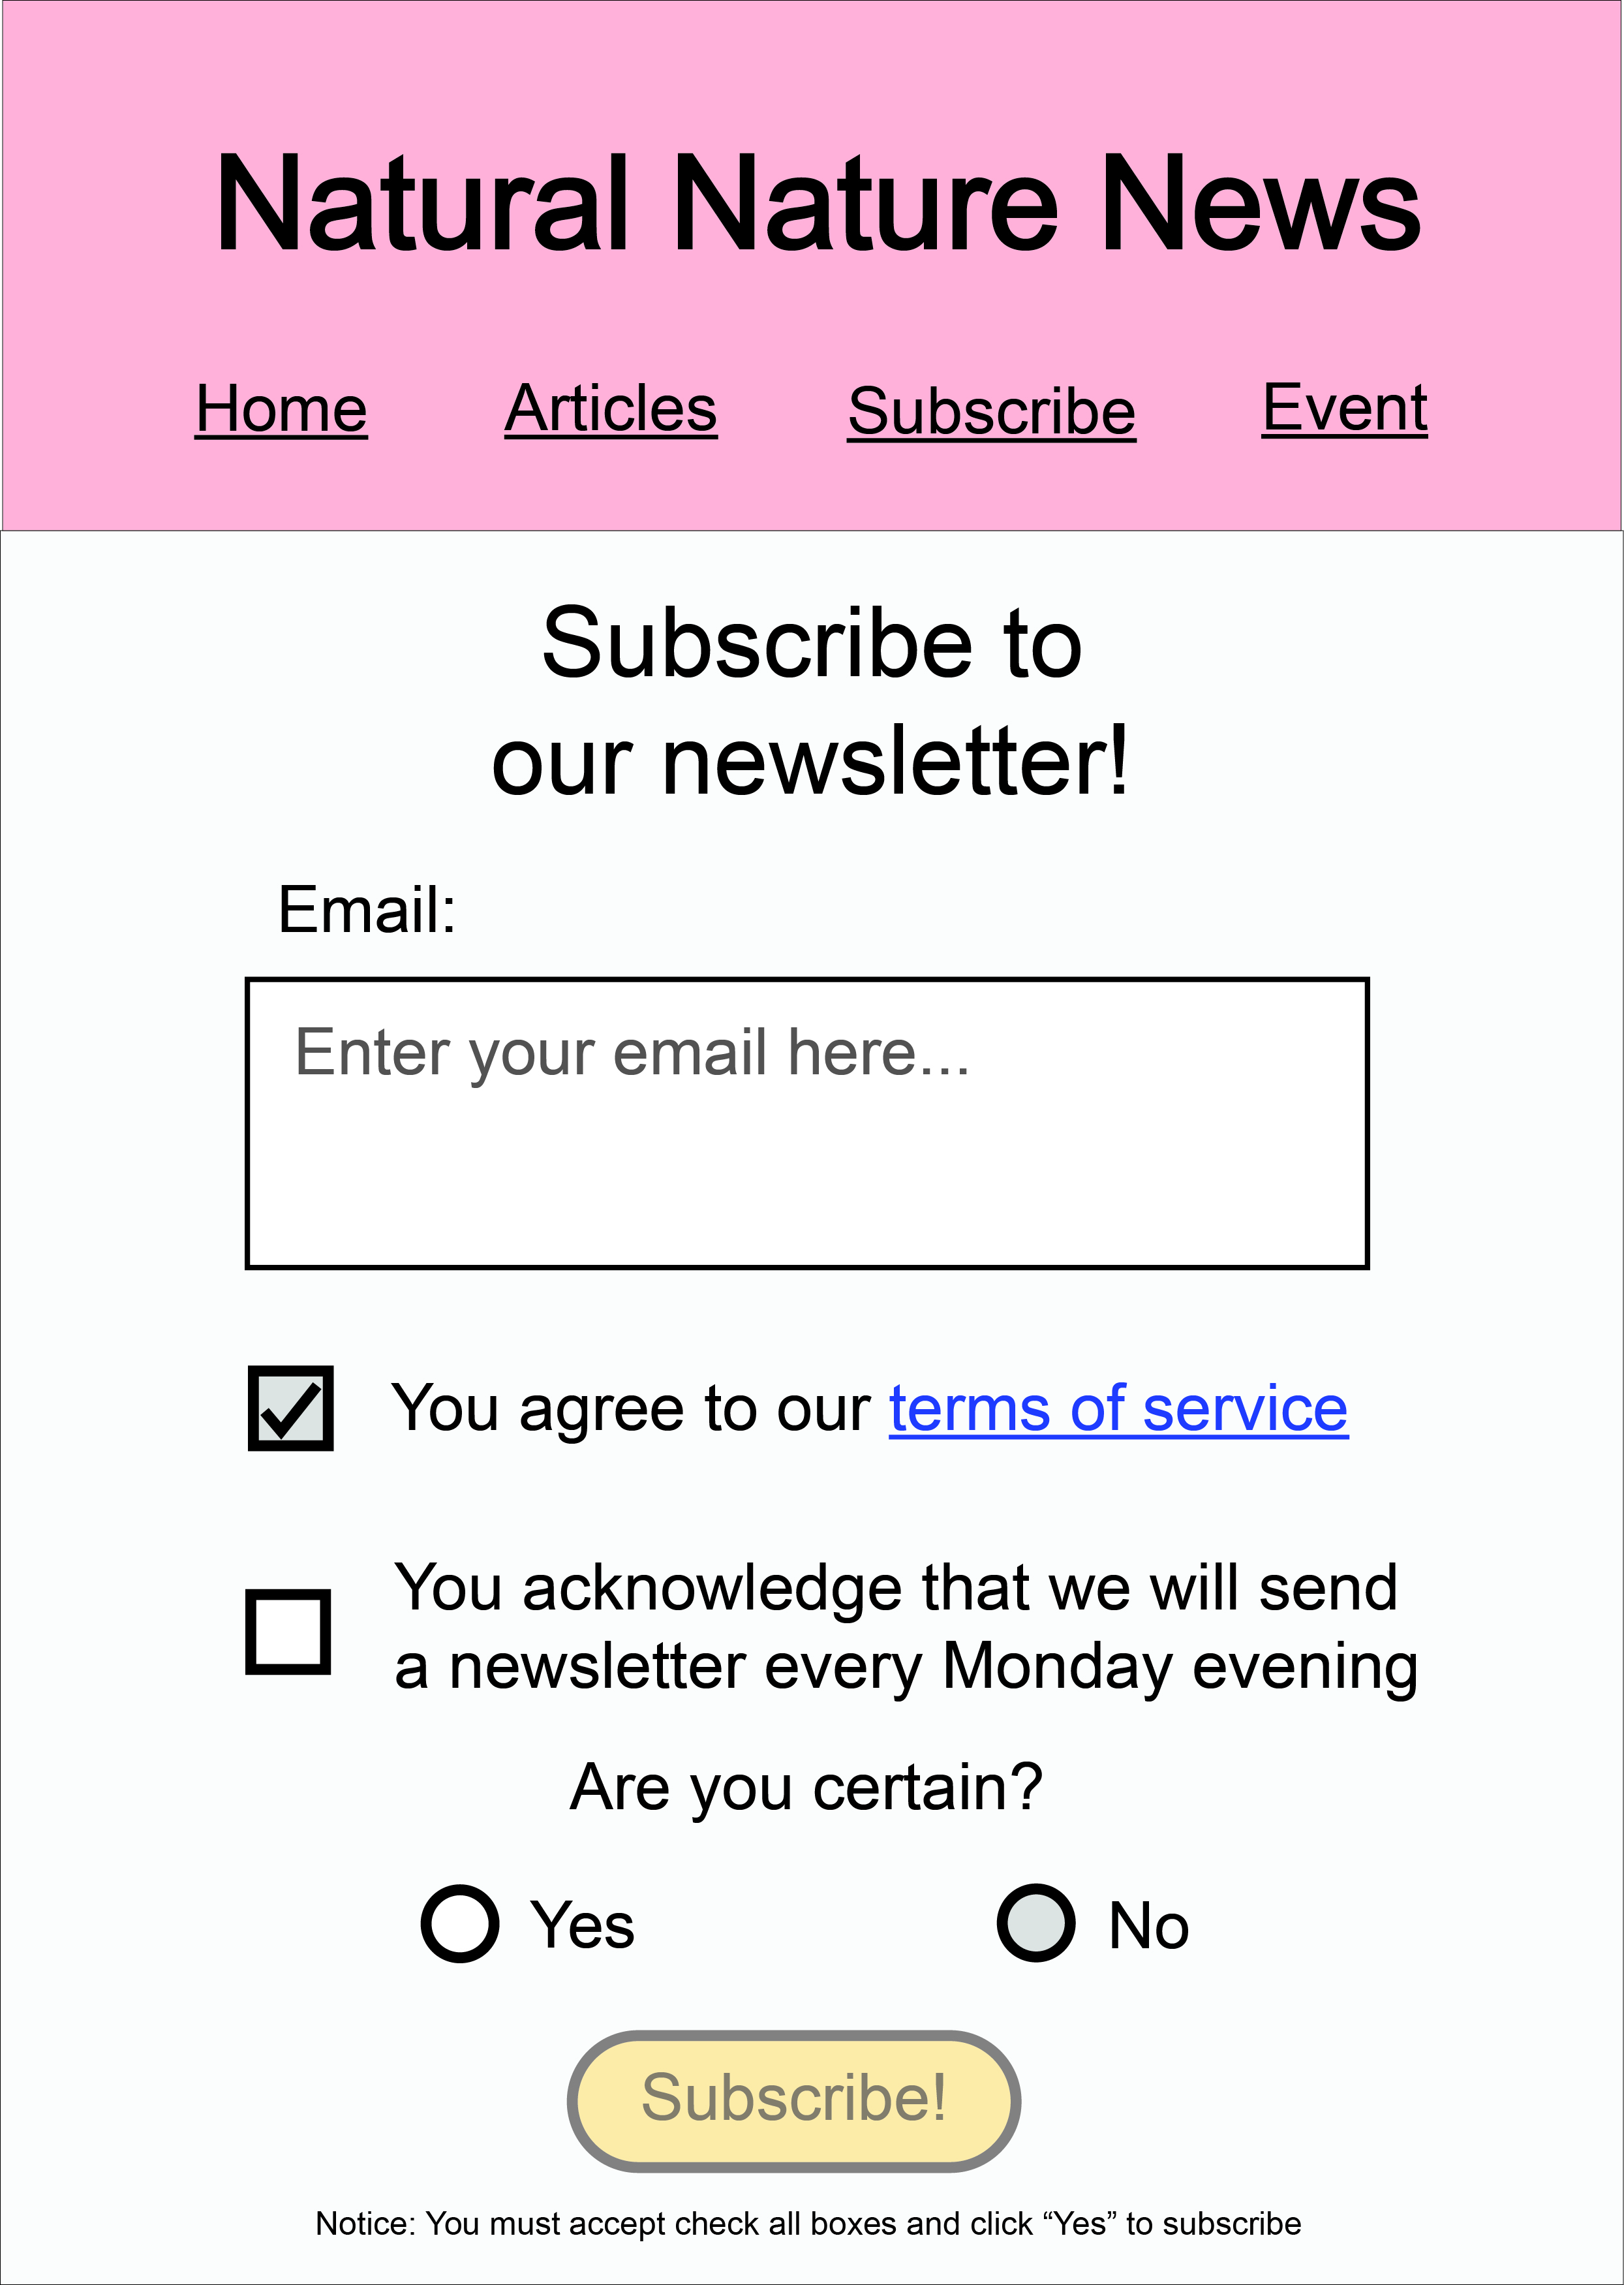 Natural Nature News
Home Articles Subscribe Event
Subscribe to
our newsletter!
Email:
Enter your email here...
You agree to our terms of service
You acknowledge that we will send
a newsletter every Monday evening
Are you certain?
Yes No
Subscribe!
Notice: You must accept check all boxes and click “Yes” to subscribe